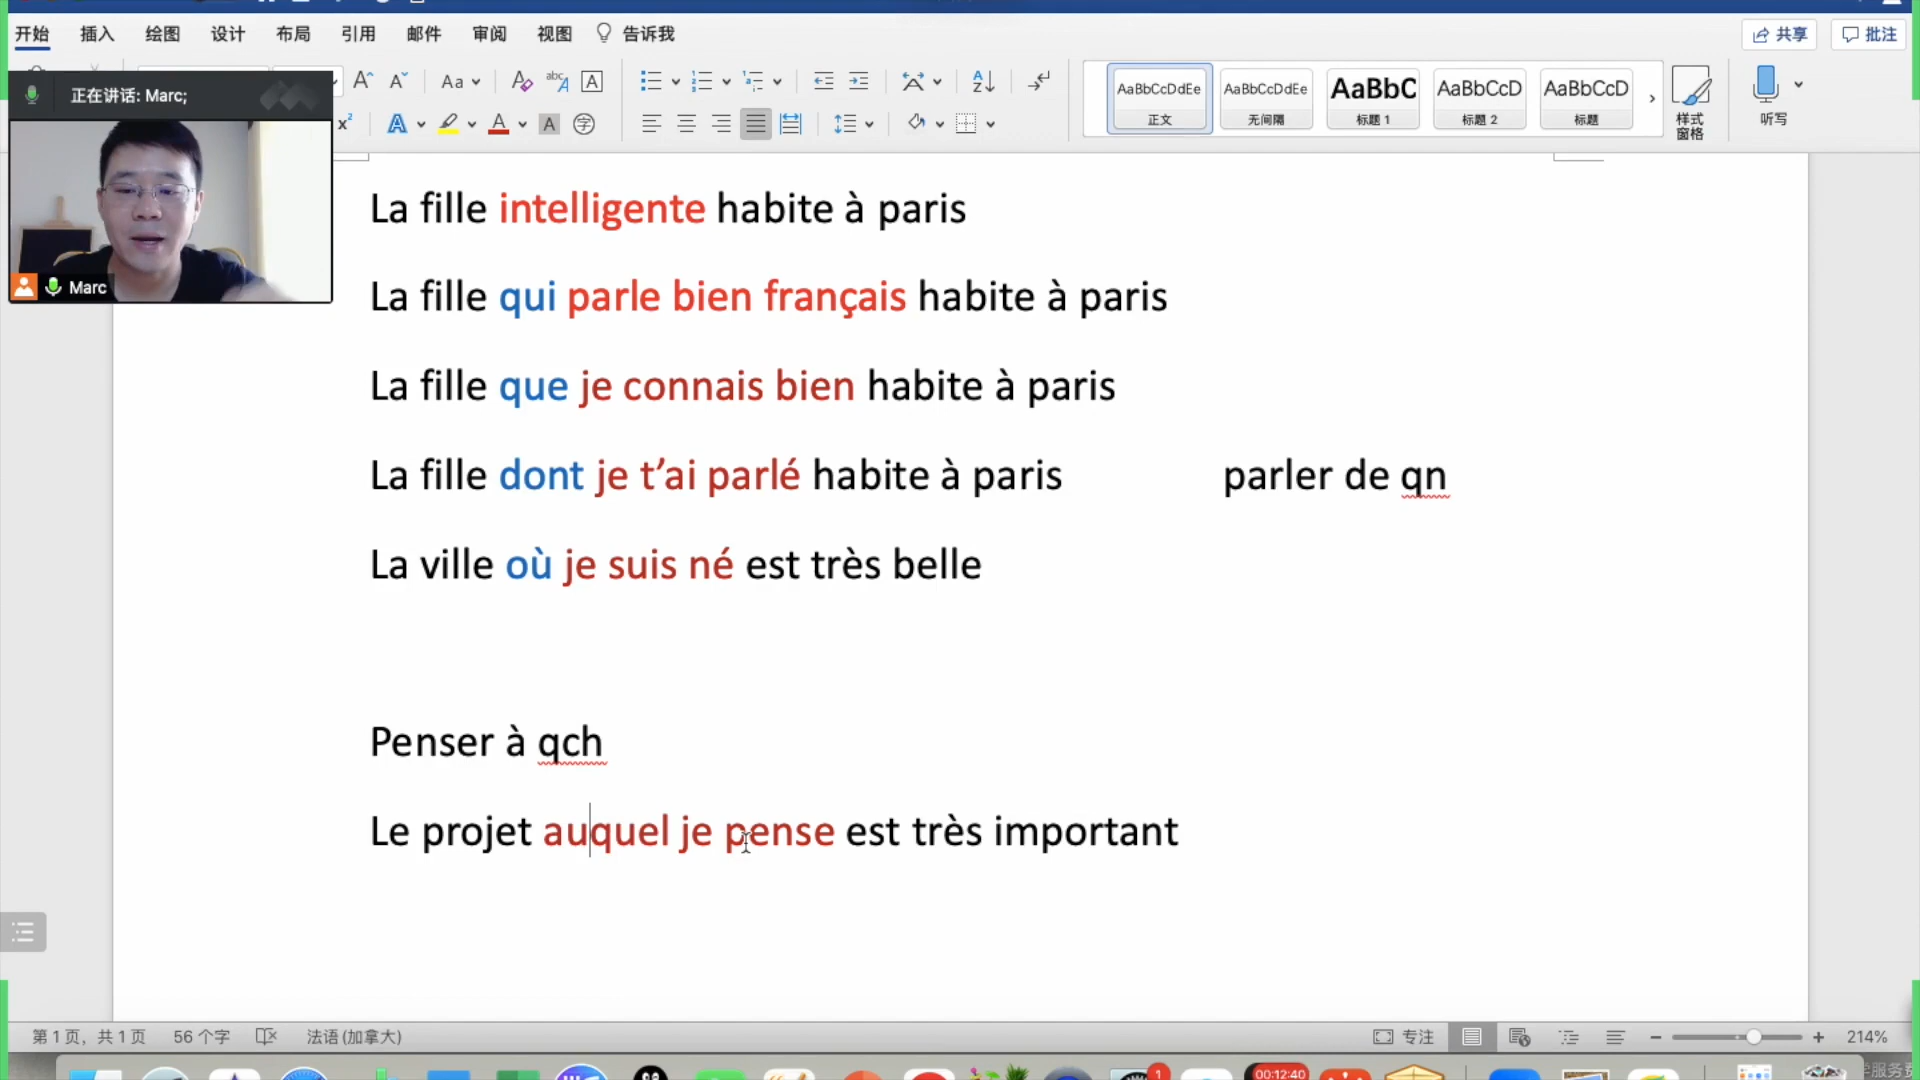 开始 插入 绘图 设计 布局 引用 邮件 审阅 视图 告诉我 共享 批注
正在讲话: Marc;
Marc
AaBbCcDdEe AaBbCcDdEe AaBbC AaBbCcD AaBbCcD
正文 无间隔 标题 1 标题 2 标题 样式窗格 听写
La fille intelligente habite à paris
La fille qui parle bien français habite à paris
La fille que je connais bien habite à paris
La fille dont je t’ai parlé habite à paris parler de qn
La ville où je suis né est très belle
Penser à qch
Le projet auquel je pense est très important
第1页，共1页 56个字 法语(加拿大) 专注 214%
00:12:40